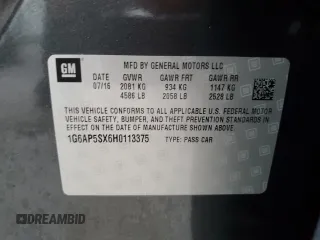 GM
MFD BY GENERAL MOTORS LLC
DATE GVWR GAWR FRT GAWR RR
07/16 2081 KG 934 KG 1147 KG
4586 LB 2058 LB 2528 LB
THIS VEHICLE CONFORMS TO ALL APPLICABLE U.S. FEDERAL MOTOR
VEHICLE SAFETY, BUMPER, AND THEFT PREVENTION STANDARDS IN
EFFECT ON THE DATE OF MANUFACTURE SHOWN ABOVE.
1G6AP5SX6H0113375 TYPE: PASS CAR
DREAMBID